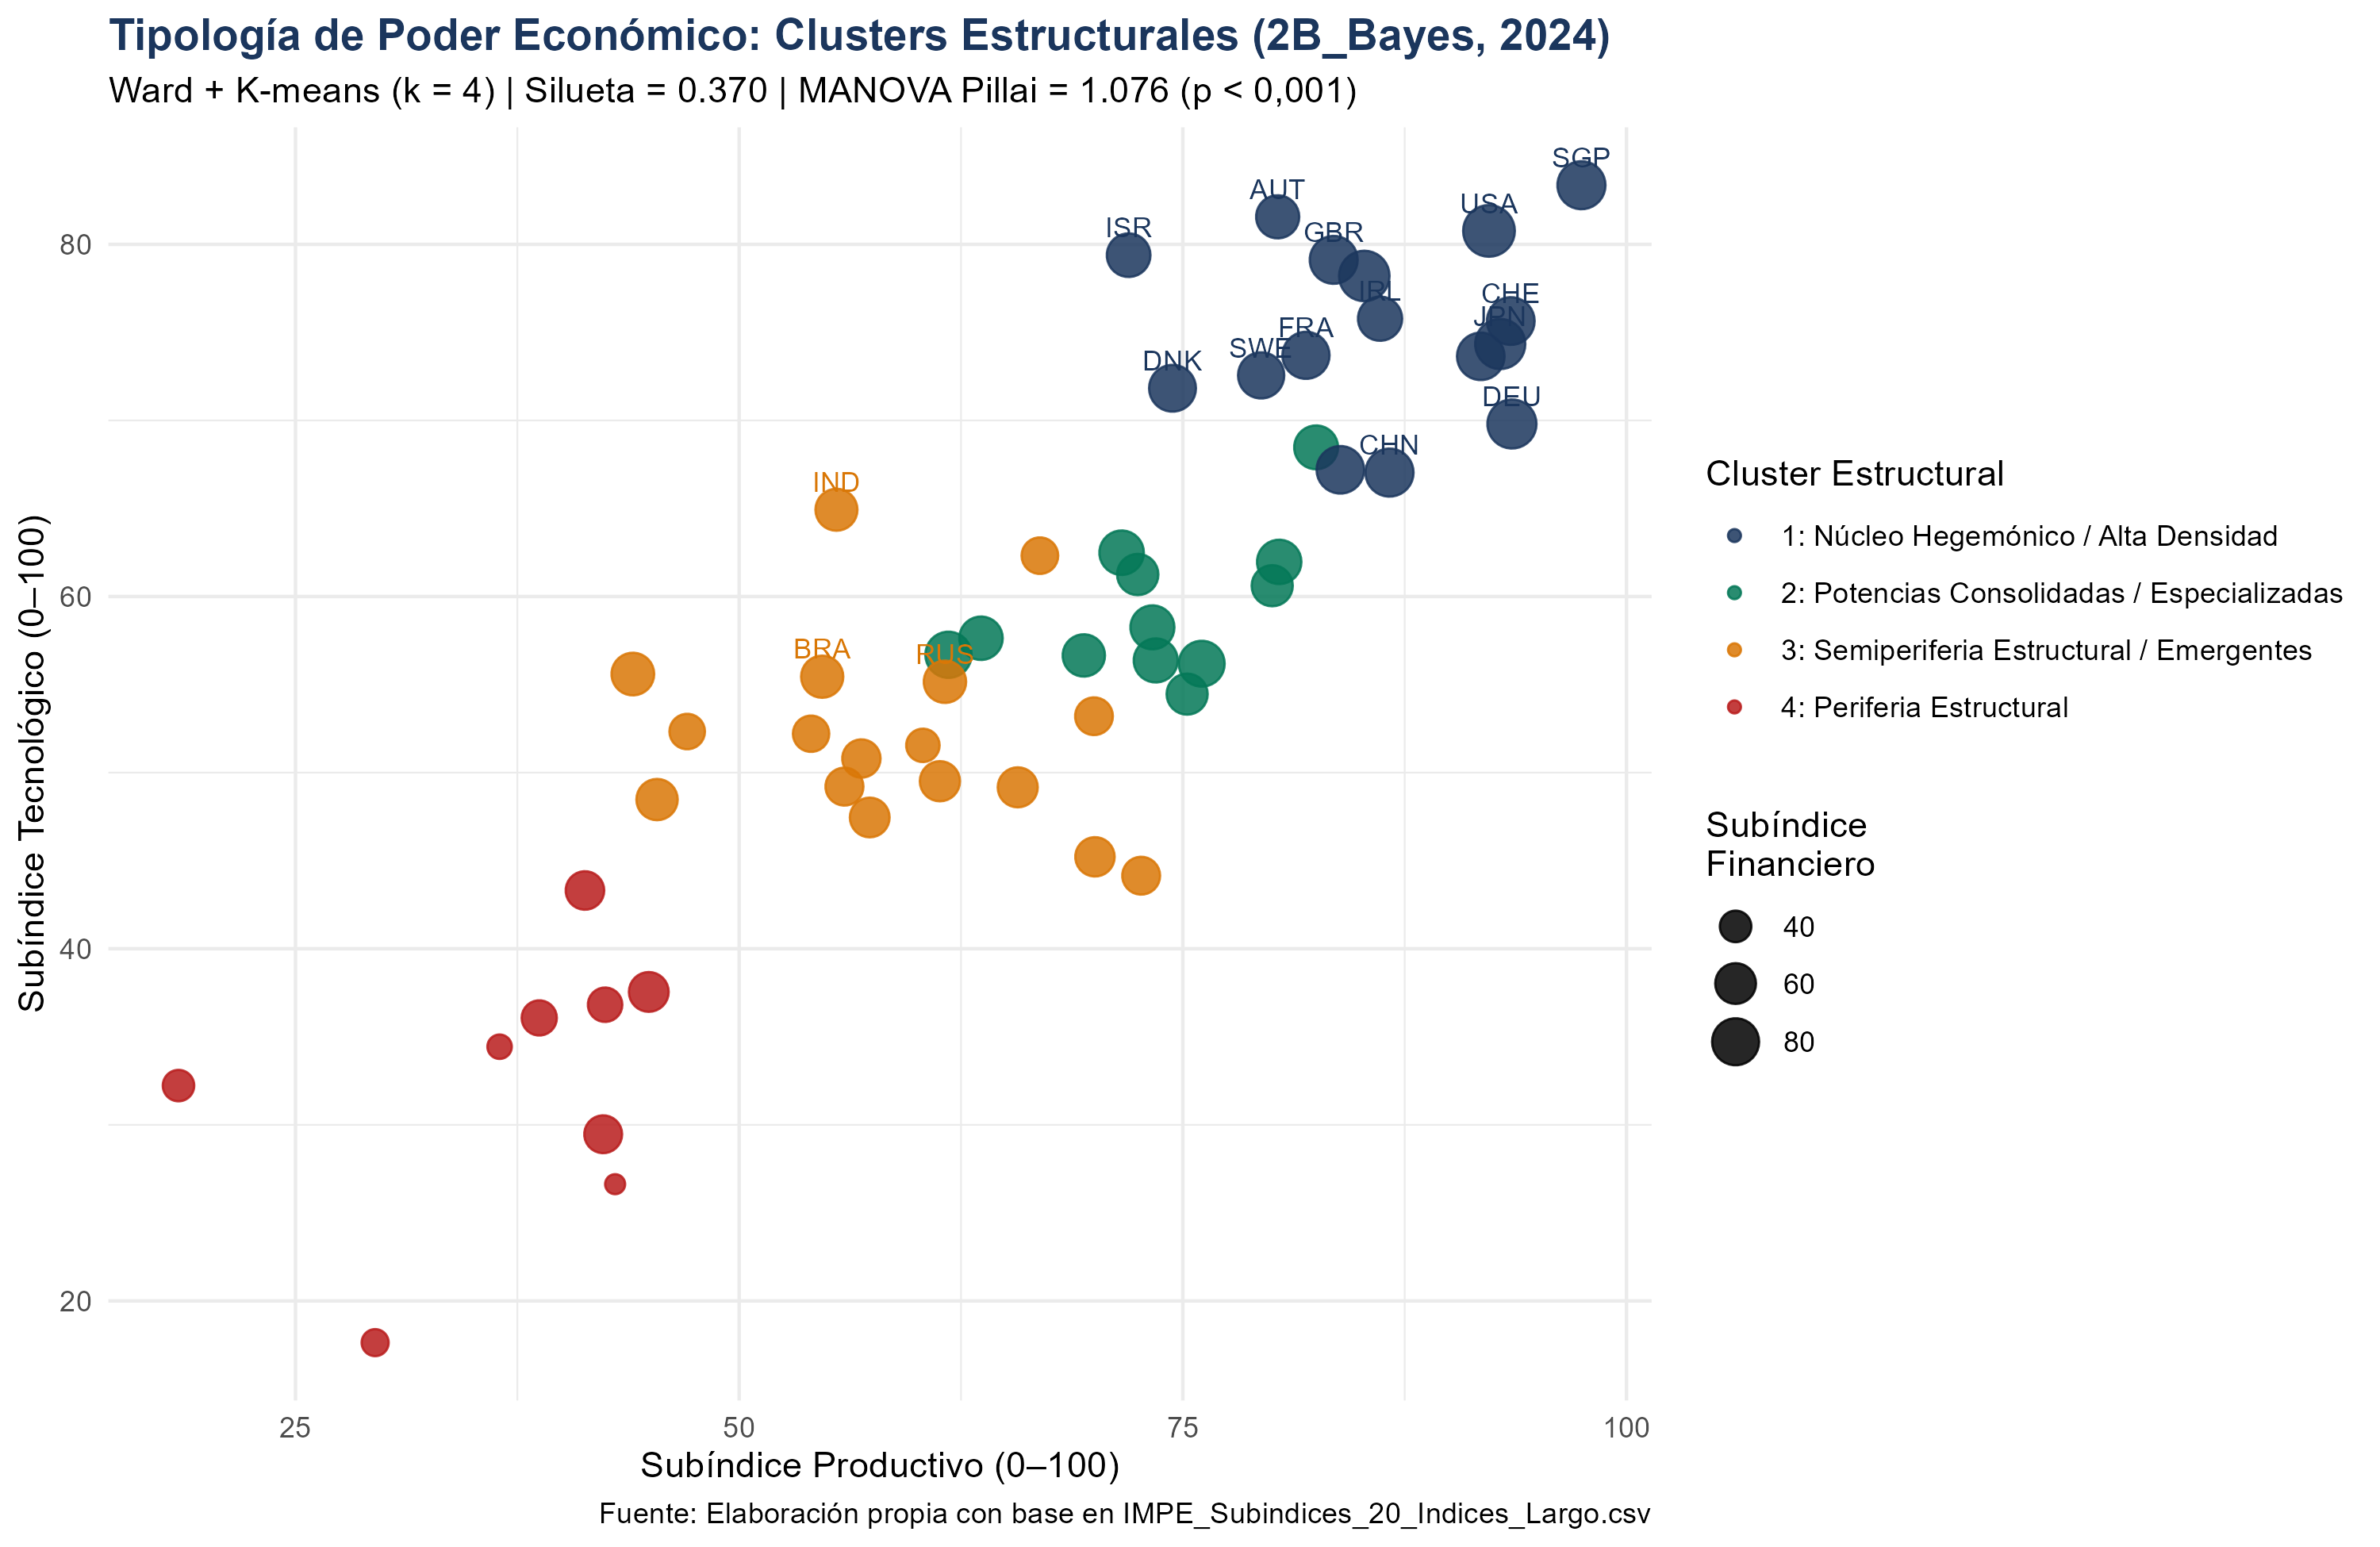 Tipología de Poder Económico: Clusters Estructurales (2B_Bayes, 2024)
Ward + K-means (k = 4) | Silueta = 0.370 | MANOVA Pillai = 1.076 (p < 0,001)
SGP
AUT
USA
ISR
GBR
80
IRL
CHE
JPN
FRA
SWE
DNK
DEU
CHN
IND
60
BRA
RUS
40
20
Subíndice Tecnológico (0–100)
25
50
75
100
Subíndice Productivo (0–100)
Cluster Estructural
1: Núcleo Hegemónico / Alta Densidad
2: Potencias Consolidadas / Especializadas
3: Semiperiferia Estructural / Emergentes
4: Periferia Estructural
Subíndice
Financiero
40
60
80
Fuente: Elaboración propia con base en IMPE_Subindices_20_Indices_Largo.csv